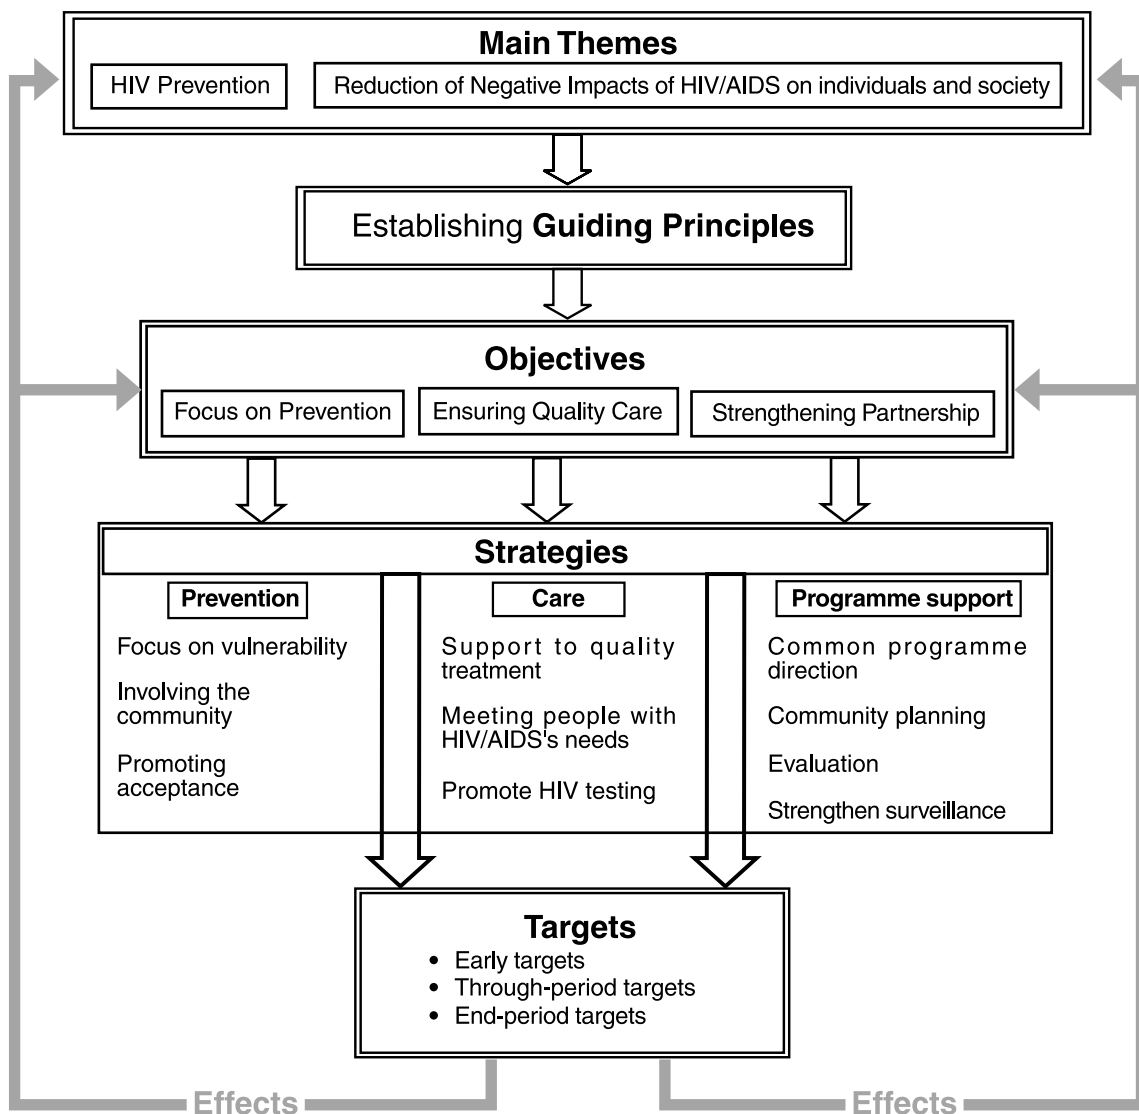 Main Themes
HIV Prevention
Reduction of Negative Impacts of HIV/AIDS on individuals and society
Establishing Guiding Principles
Objectives
Focus on Prevention
Ensuring Quality Care
Strengthening Partnership
Strategies
Prevention
Focus on vulnerability
Involving the
community
Promoting
acceptance
Care
Support to quality
treatment
Meeting people with
HIV/AIDS's needs
Promote HIV testing
Programme support
Common programme
direction
Community planning
Evaluation
Strengthen surveillance
Targets
• Early targets
• Through-period targets
• End-period targets
Effects
Effects